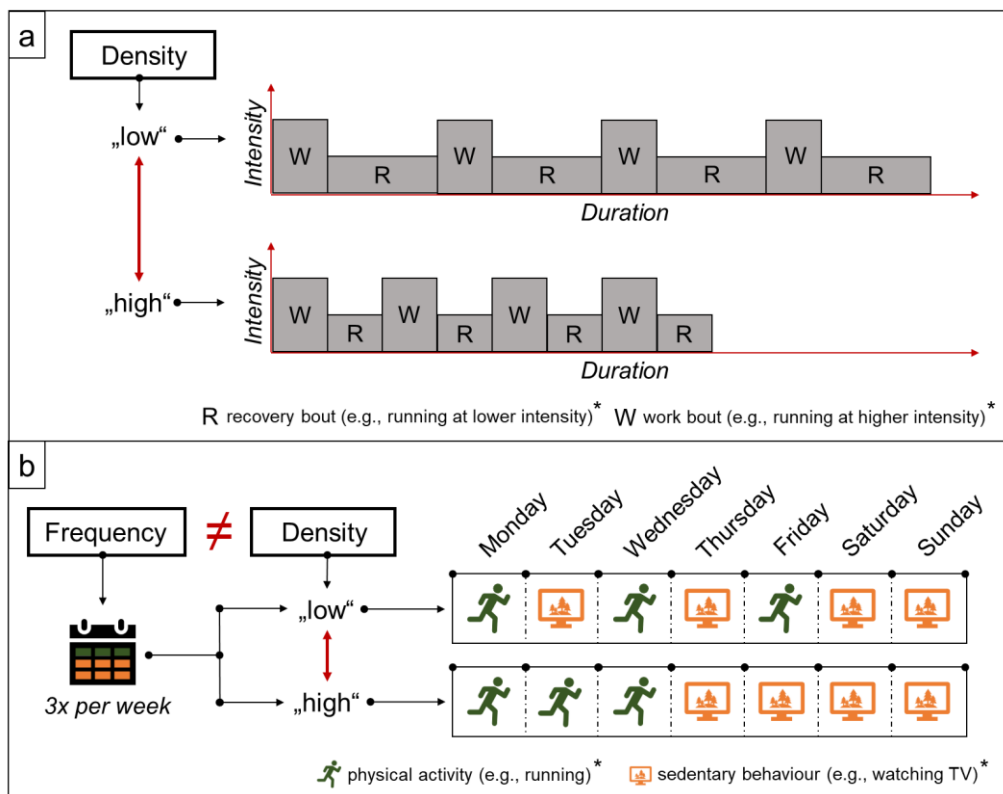 a
Density
„low“
Intensity
W R W R W R W R
Duration
„high“
Intensity
W R W R W R W R
Duration
R recovery bout (e.g., running at lower intensity)* W work bout (e.g., running at higher intensity)*
b
Frequency ≠ Density
Monday Tuesday Wednesday Thursday Friday Saturday Sunday
„low“
3x per week
„high“
physical activity (e.g., running)* sedentary behaviour (e.g., watching TV)*